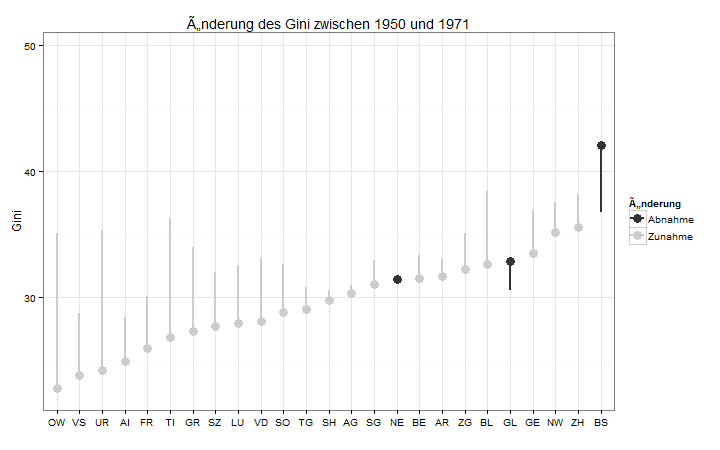 Ã„nderung des Gini zwischen 1950 und 1971
50
40
30
Gini
OW VS UR AI FR TI GR SZ LU VD SO TG SH AG SG NE BE AR ZG BL GL GE NW ZH BS
Ã„nderung
Abnahme
Zunahme